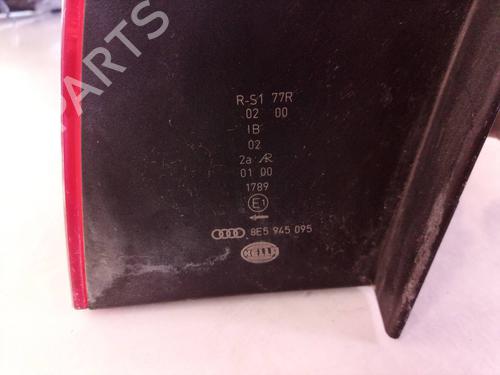 R-S1 77R
02 00
IB
02
2a AR
01 00
1789
E1
8E5 945 095
HELLA
B-PARTS